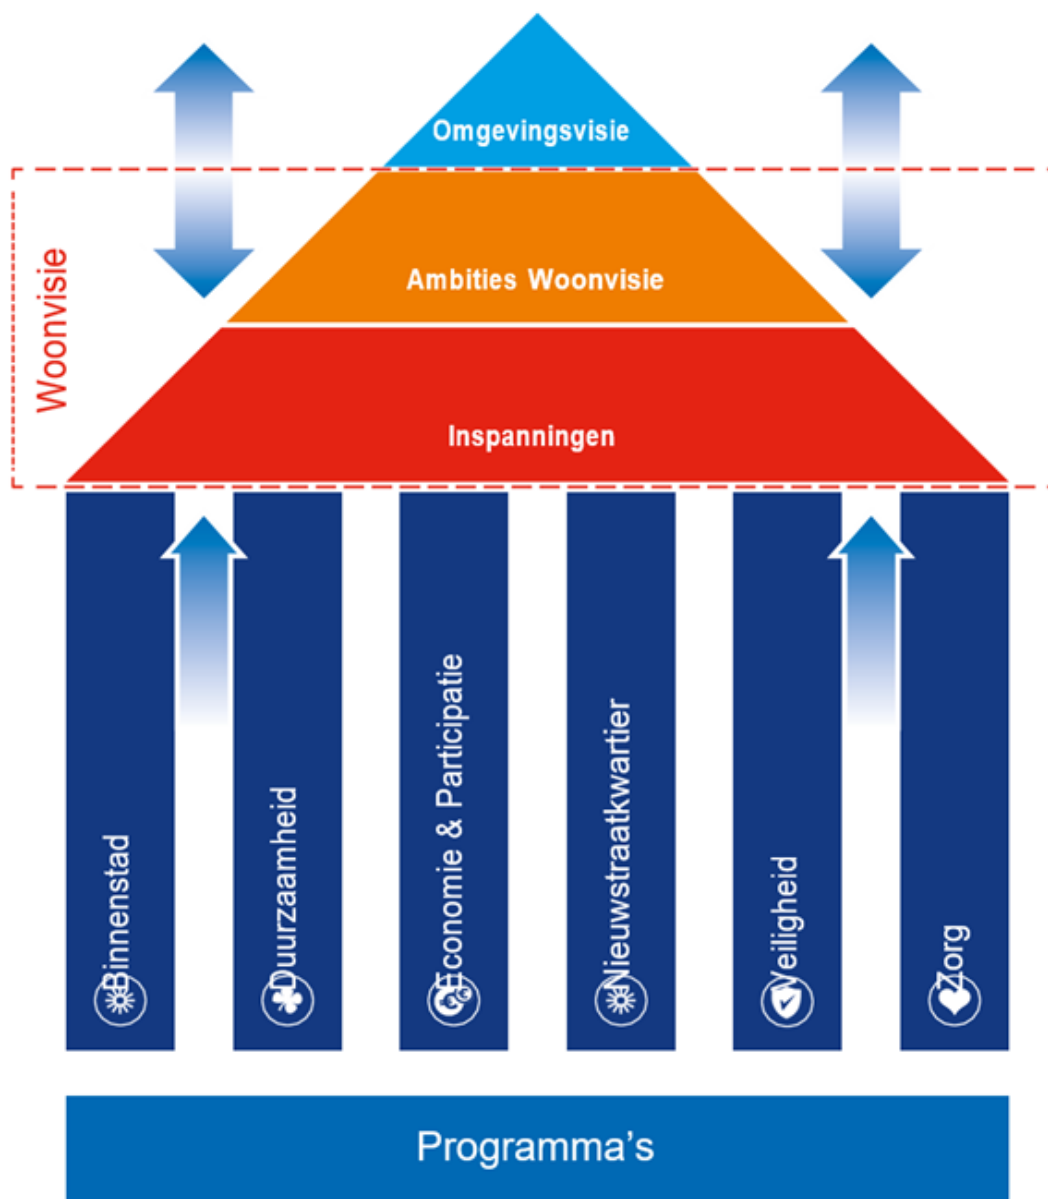 Omgevingsvisie
Woonvisie
Ambities Woonvisie
Inspanningen
Binnenstad
Duurzaamheid
Economie & Participatie
Nieuwstraatkwartier
Veiligheid
Zorg
Programma's